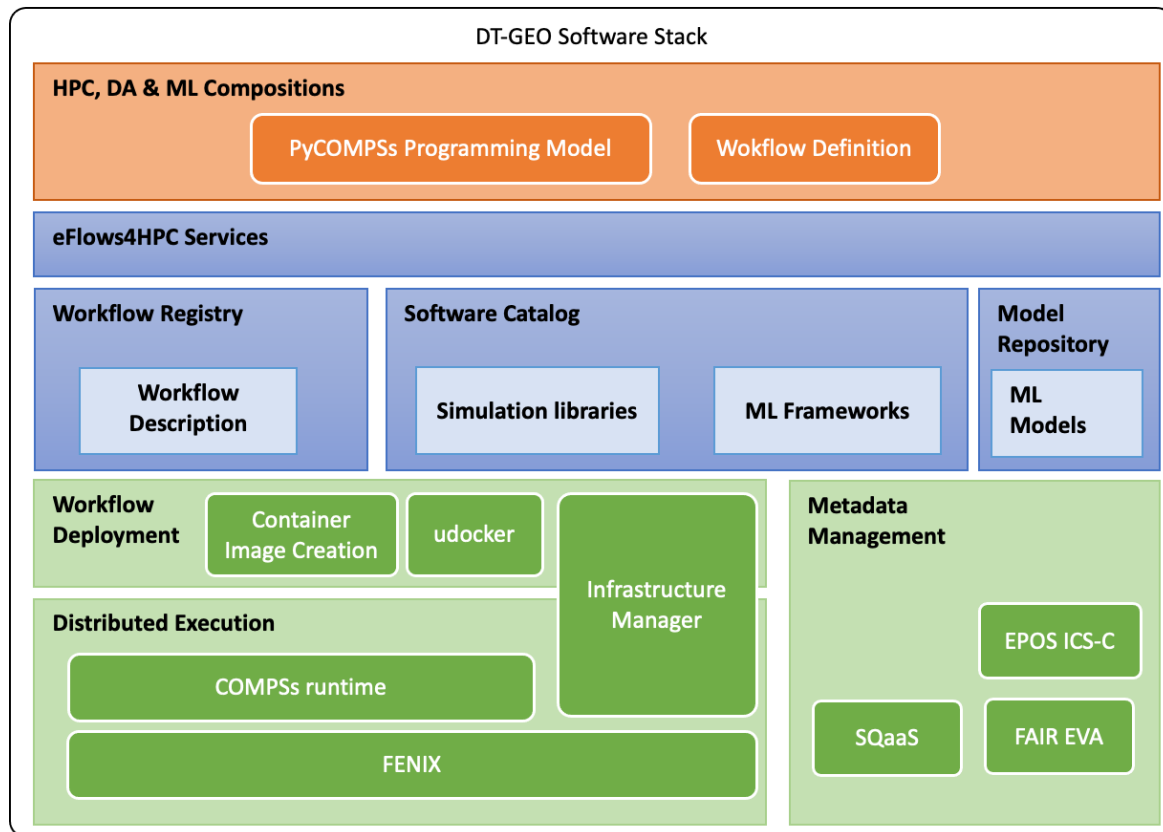 DT-GEO Software Stack
HPC, DA & ML Compositions
PyCOMPSs Programming Model
Wokflow Definition
eFlows4HPC Services
Workflow Registry
Workflow
Description
Software Catalog
Simulation libraries
ML Frameworks
Model
Repository
ML
Models
Workflow
Deployment
Container
Image Creation
udocker
Infrastructure
Manager
Distributed Execution
COMPSs runtime
FENIX
Metadata
Management
EPOS ICS-C
SQaaS
FAIR EVA